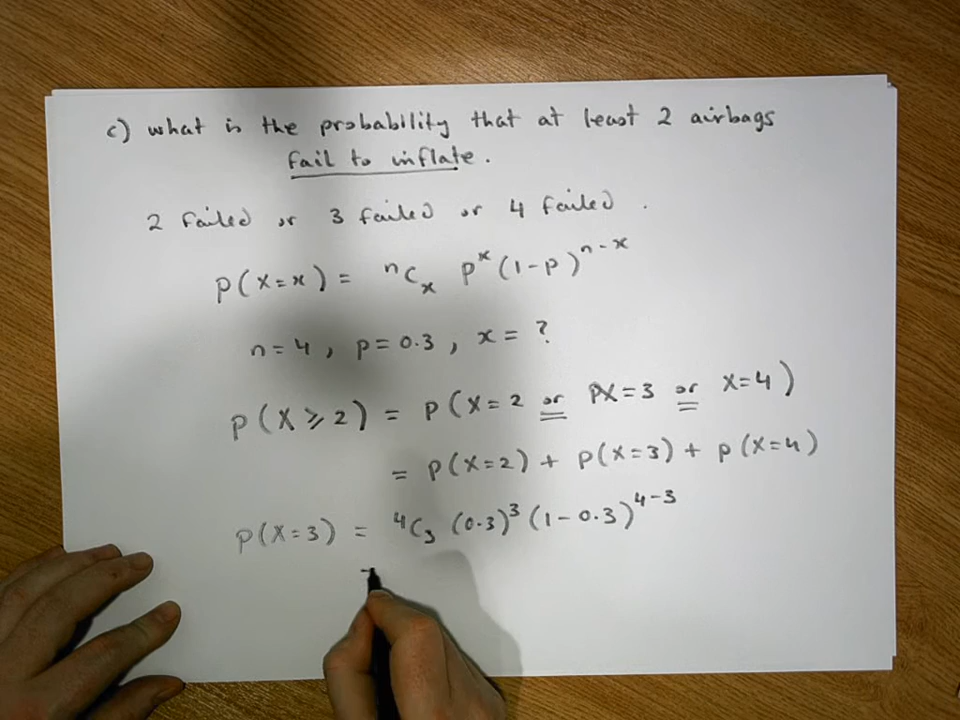 c) what is the probability that at least 2 airbags
fail to inflate.
2 failed or 3 failed or 4 failed .
P(X=x) = ⁿCₓ pˣ(1-p)ⁿ⁻ˣ
n=4, p=0.3, x=?
P(X⩾2) = P(X=2 or PX=3 or X=4)
= P(X=2) + P(X=3) + P(X=4)
P(X=3) = ⁴C₃ (0.3)³ (1-0.3)⁴⁻³